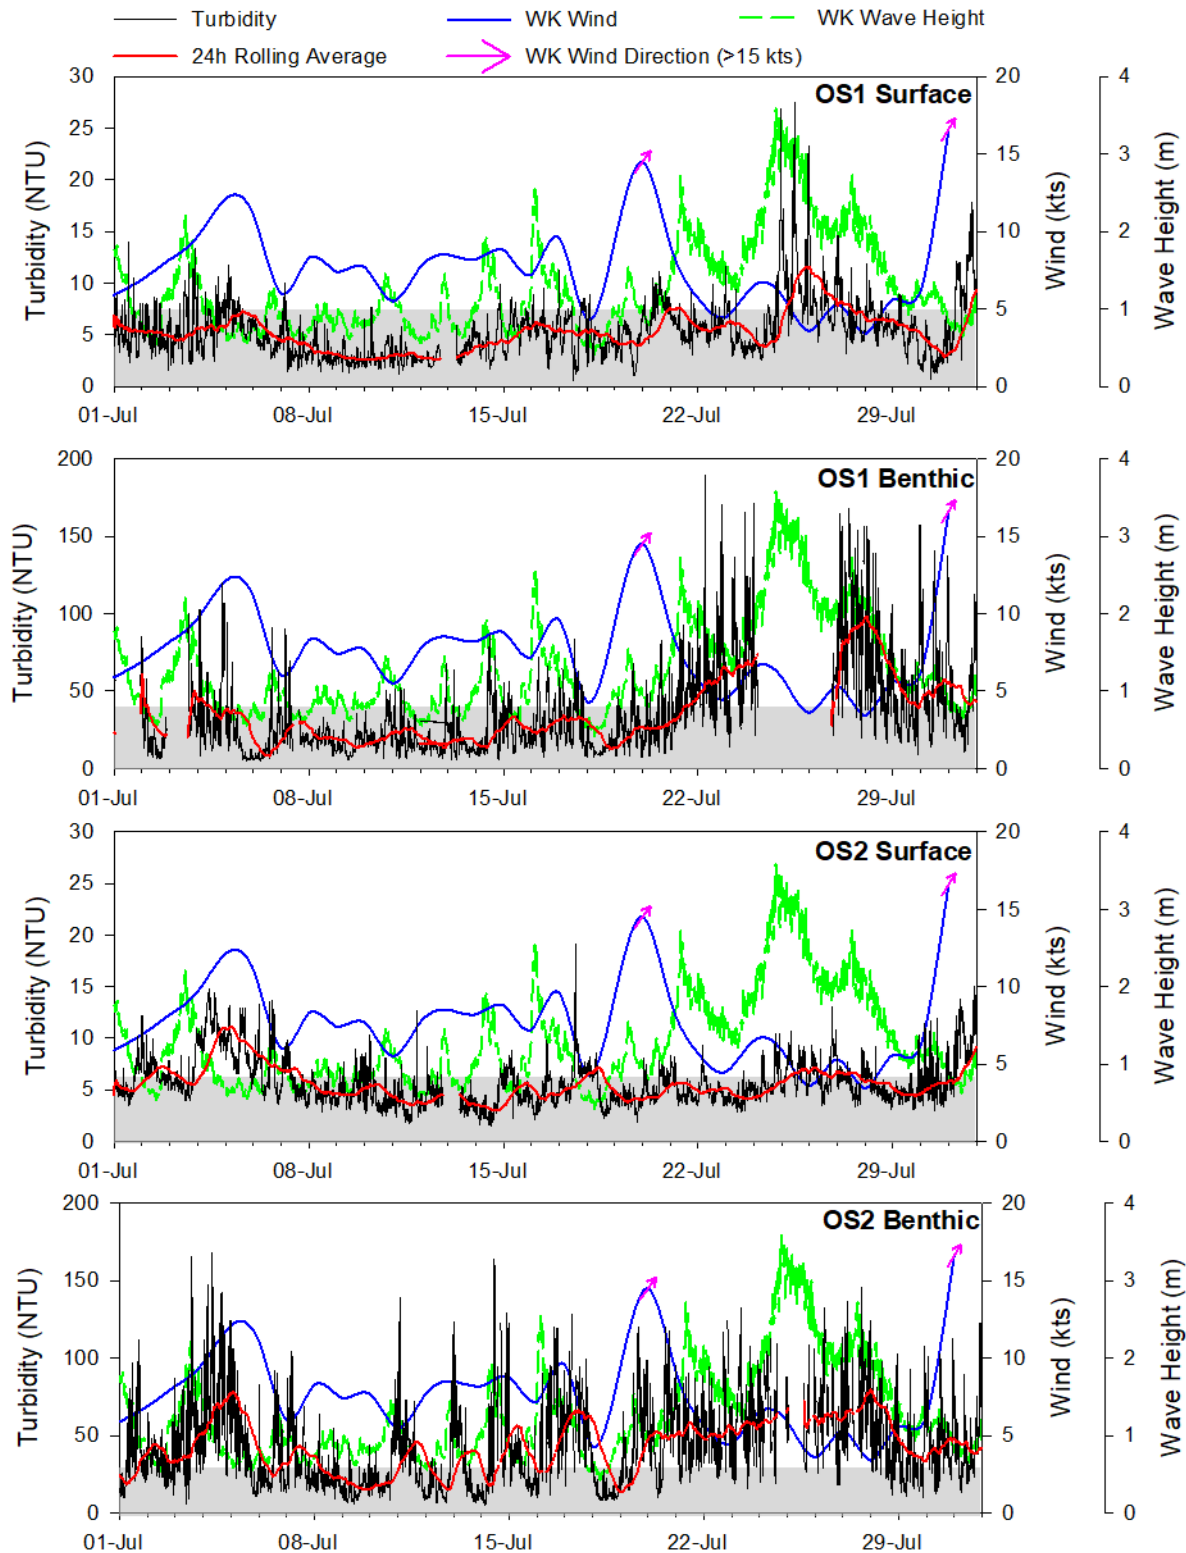 Turbidity WK Wind WK Wave Height
24h Rolling Average WK Wind Direction (>15 kts)
OS1 Surface
Turbidity (NTU)
30
25
20
15
10
5
0
Wind (kts)
20
15
10
5
0
Wave Height (m)
4
3
2
1
0
01-Jul 08-Jul 15-Jul 22-Jul 29-Jul
OS1 Benthic
Turbidity (NTU)
200
150
100
50
0
Wind (kts)
20
15
10
5
0
Wave Height (m)
4
3
2
1
0
01-Jul 08-Jul 15-Jul 22-Jul 29-Jul
OS2 Surface
Turbidity (NTU)
30
25
20
15
10
5
0
Wind (kts)
20
15
10
5
0
Wave Height (m)
4
3
2
1
0
01-Jul 08-Jul 15-Jul 22-Jul 29-Jul
OS2 Benthic
Turbidity (NTU)
200
150
100
50
0
Wind (kts)
20
15
10
5
0
Wave Height (m)
4
3
2
1
0
01-Jul 08-Jul 15-Jul 22-Jul 29-Jul